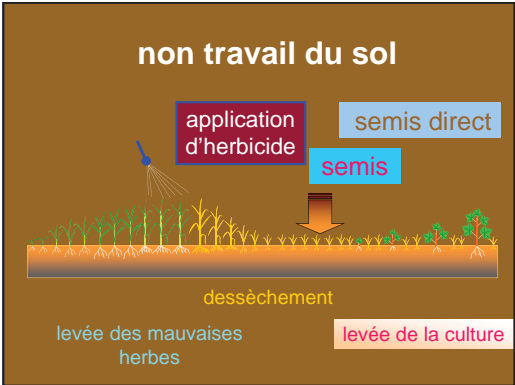 non travail du sol
application
d'herbicide
semis direct
semis
dessèchement
levée des mauvaises
herbes
levée de la culture